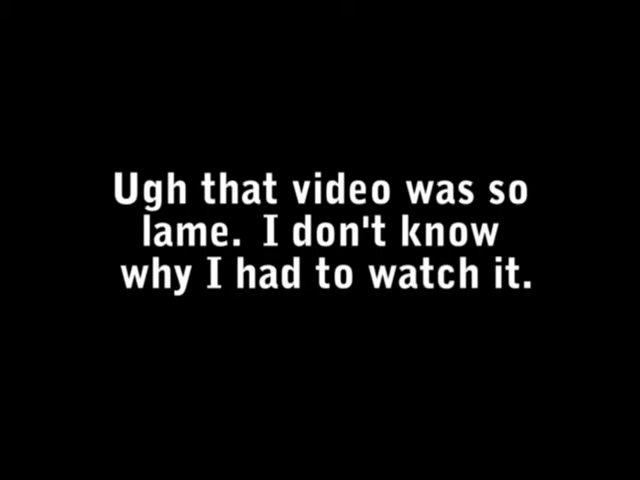 Ugh that video was so
lame.  I don't know
why I had to watch it.